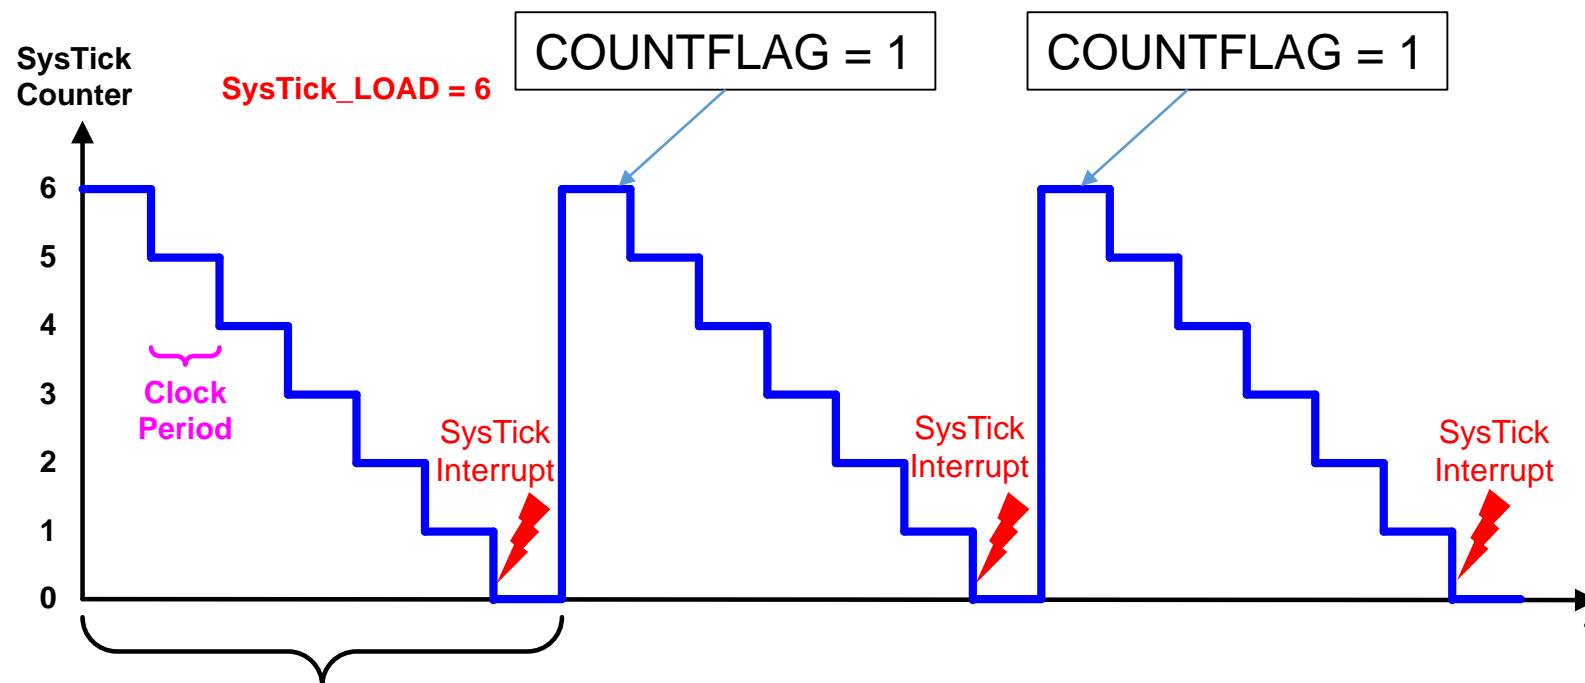 COUNTFLAG = 1
COUNTFLAG = 1
SysTick
Counter
SysTick_LOAD = 6
6
5
4
3
2
1
0
Clock
Period
SysTick
Interrupt
SysTick
Interrupt
SysTick
Interrupt